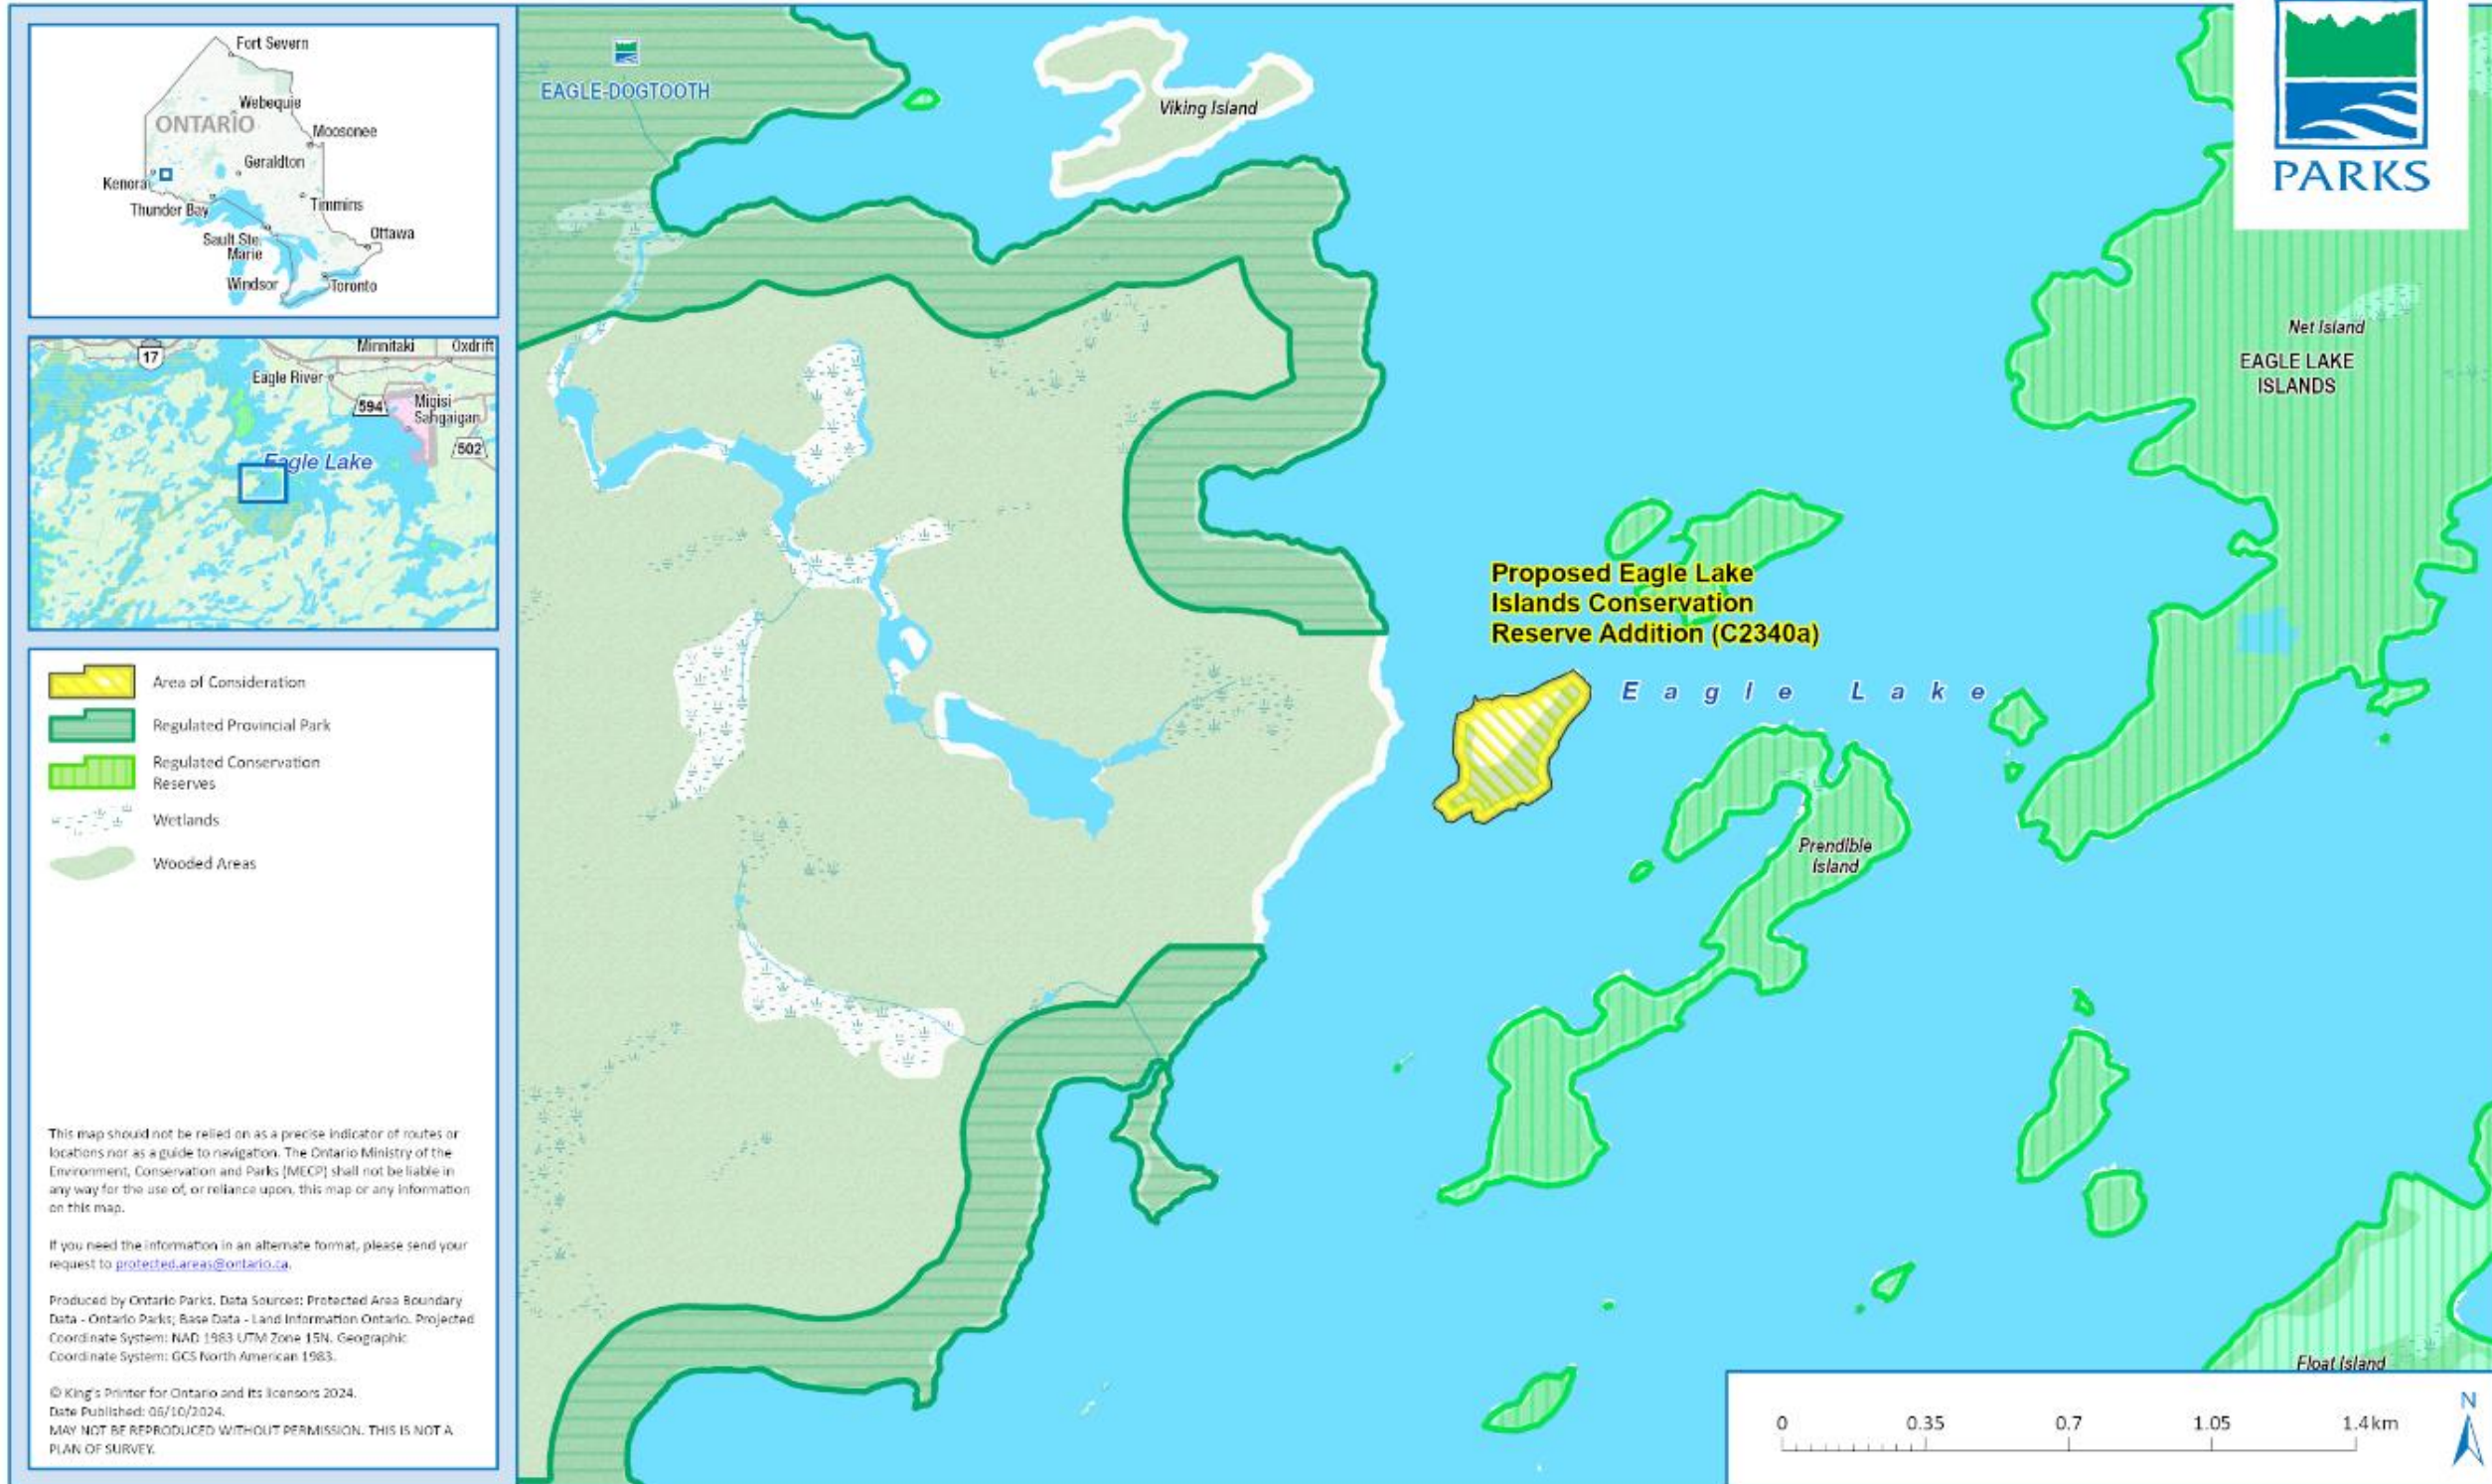 Fort Severn
Webequie
ONTARIO
Moosonee
Geraldton
Kenora
Timmins
Thunder Bay
Ottawa
Sault Ste.
Marie
Windsor
Toronto
17
Minnitaki
Oxdrift
Eagle River
594
Migisi
Sahgaigan
502
Eagle Lake
Area of Consideration
Regulated Provincial Park
Regulated Conservation
Reserves
Wetlands
Wooded Areas
This map should not be relied on as a precise indicator of routes or
locations nor as a guide to navigation. The Ontario Ministry of the
Environment, Conservation and Parks (MECP) shall not be liable in
any way for the use of, or reliance upon, this map or any information
on this map.
If you need the information in an alternate format, please send your
request to protected.areas@ontario.ca.
Produced by Ontario Parks. Data Sources: Protected Area Boundary
Data - Ontario Parks; Base Data - Land Information Ontario. Projected
Coordinate System: NAD 1983 UTM Zone 15N. Geographic
Coordinate System: GCS North American 1983.
© King's Printer for Ontario and its licensors 2024.
Date Published: 06/10/2024.
MAY NOT BE REPRODUCED WITHOUT PERMISSION. THIS IS NOT A
PLAN OF SURVEY.
EAGLE-DOGTOOTH
Viking Island
PARKS
Net Island
EAGLE LAKE
ISLANDS
Proposed Eagle Lake
Islands Conservation
Reserve Addition (C2340a)
Eagle Lake
Prendible
Island
Float Island
0 0.35 0.7 1.05 1.4 km
N